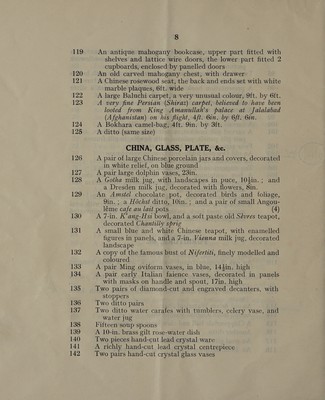 8
119 An antique mahogany bookcase, upper part fitted with
shelves and lattice wire doors, the lower part fitted 2
cupboards, enclosed by panelled doors
120 An old carved mahogany chest, with drawer
121 A Chinese rosewood seat, the back and ends set with white
marble plaques, 6ft. wide
122 A large Baluchi carpet, a very unusual colour, 9ft. by 6ft.
123 A very fine Persian (Shiraz) carpet, believed to have been
looted from King Amanullah's palace at Jalalabad
(Afghanistan) on his flight, 4ft. 6in. by 6ft. 6in.
124 A Bokhara camel-bag, 4ft. 9in. by 3ft.
125 A ditto (same size)
CHINA, GLASS, PLATE, &c.
126 A pair of large Chinese porcelain jars and covers, decorated
in white relief, on blue ground
127 A pair large dolphin vases, 23in.
128 A Gotha milk jug, with landscapes in puce, 10¼in. ; and
a Dresden milk jug, decorated with flowers, 8in.
129 An Amstel chocolate pot, decorated birds and foliage,
9in. ; a Höchst ditto, 10in. ; and a pair of small Angou-
lême cafe au lait pots (4)
130 A 7-in. K'ang-Hsi bowl, and a soft paste old Sèvres teapot,
decorated Chantilly sprig
131 A small blue and white Chinese teapot, with enamelled
figures in panels, and a 7-in. Vienna milk jug, decorated
landscape
132 A copy of the famous bust of Nifertiti, finely modelled and
coloured
133 A pair Ming oviform vases, in blue, 14½in. high
134 A pair early Italian faience vases, decorated in panels
with masks on handle and spout, 17in. high
135 Two pairs of diamond-cut and engraved decanters, with
stoppers
136 Two ditto pairs
137 Two ditto water carafes with tumblers, celery vase, and
water jug
138 Fifteen soup spoons
139 A 10-in. brass gilt rose-water dish
140 Two pieces hand-cut lead crystal ware
141 A richly hand-cut lead crystal centrepiece
142 Two pairs hand-cut crystal glass vases